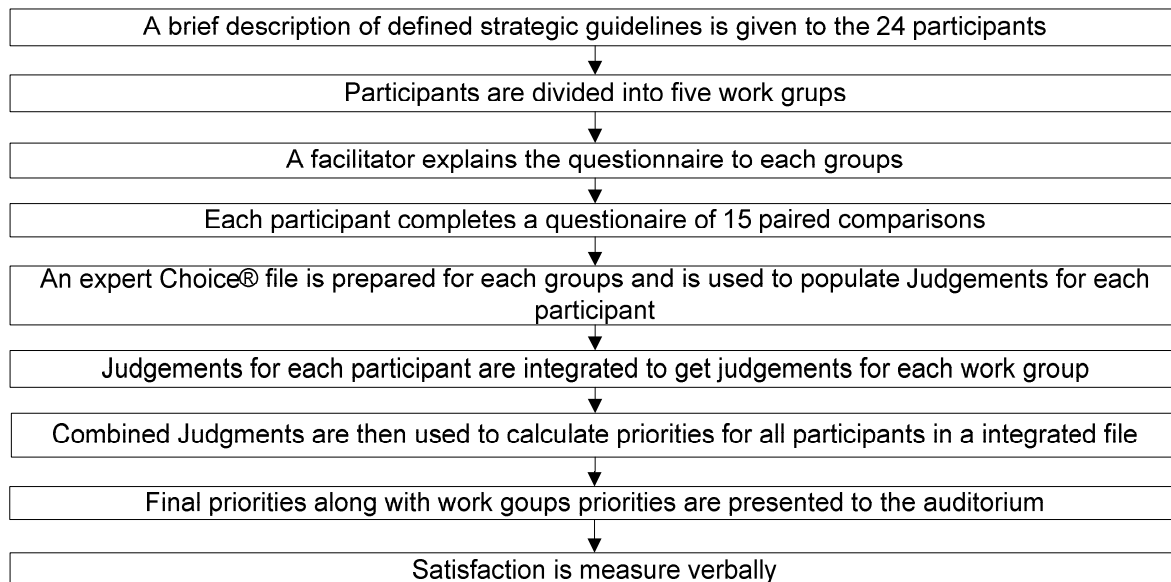 A brief description of defined strategic guidelines is given to the 24 participants
Participants are divided into five work grups
A facilitator explains the questionnaire to each groups
Each participant completes a questionaire of 15 paired comparisons
An expert Choice® file is prepared for each groups and is used to populate Judgements for each
participant
Judgements for each participant are integrated to get judgements for each work group
Combined Judgments are then used to calculate priorities for all participants in a integrated file
Final priorities along with work goups priorities are presented to the auditorium
Satisfaction is measure verbally